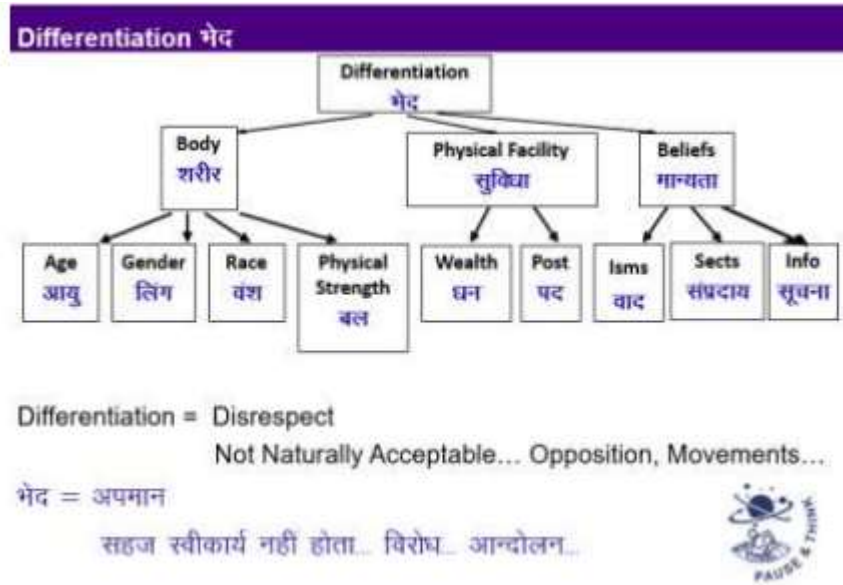 Differentiation भेद
Differentiation
भेद
Body
शरीर
Physical Facility
सुविधा
Beliefs
मान्यता
Age
आयु
Gender
लिंग
Race
वंश
Physical
Strength
बल
Wealth
धन
Post
पद
Isms
वाद
Sects
संप्रदाय
Info
सूचना
Differentiation = Disrespect
Not Naturally Acceptable... Opposition, Movements...
भेद = अपमान
सहज स्वीकार्य नहीं होता... विरोध... आन्दोलन...
PAUSE & THINK